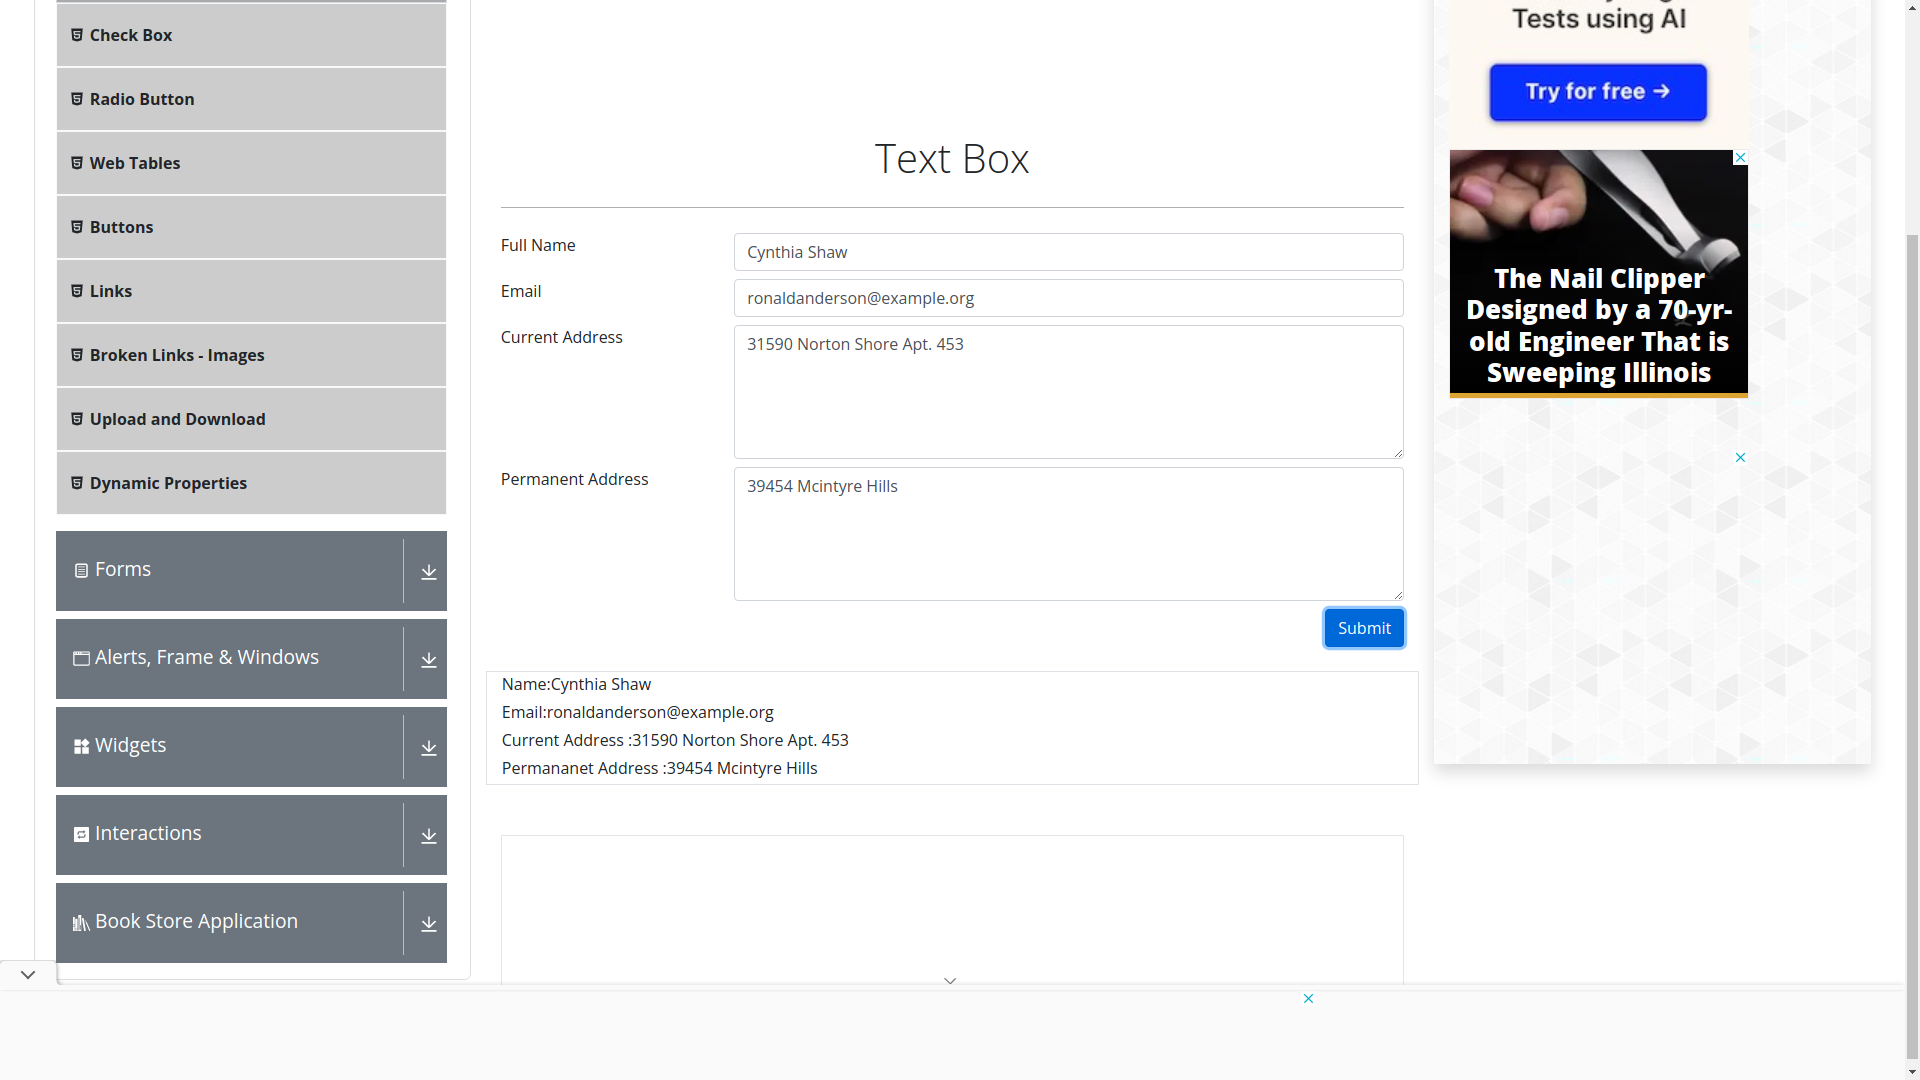 Check Box
Radio Button
Web Tables
Buttons
Links
Broken Links - Images
Upload and Download
Dynamic Properties
Forms
Alerts, Frame & Windows
Widgets
Interactions
Book Store Application
Text Box
Full Name
Cynthia Shaw
Email
ronaldanderson@example.org
Current Address
31590 Norton Shore Apt. 453
Permanent Address
39454 Mcintyre Hills
Submit
Name:Cynthia Shaw
Email:ronaldanderson@example.org
Current Address :31590 Norton Shore Apt. 453
Permananet Address :39454 Mcintyre Hills
Tests using AI
Try for free →
The Nail Clipper
Designed by a 70-yr-
old Engineer That is
Sweeping Illinois